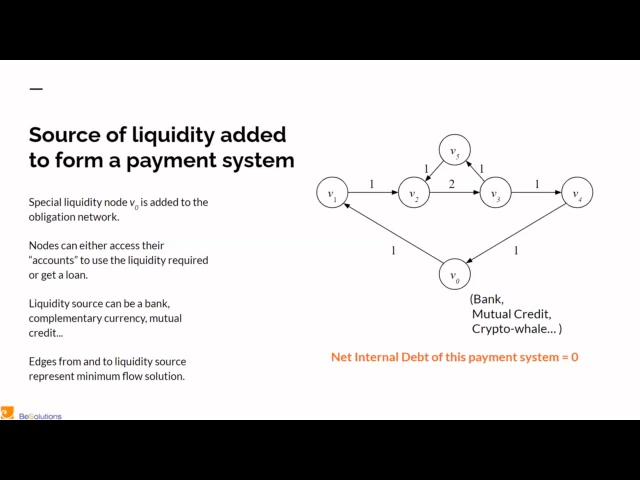 Source of liquidity added
to form a payment system
Special liquidity node v0 is added to the
obligation network.
Nodes can either access their
“accounts” to use the liquidity required
or get a loan.
Liquidity source can be a bank,
complementary currency, mutual
credit...
Edges from and to liquidity source
represent minimum flow solution.
v5
1
1
v1
1
v2
2
v3
1
v4
1
1
v0
(Bank,
Mutual Credit,
Crypto-whale... )
Net Internal Debt of this payment system = 0
BeSolutions